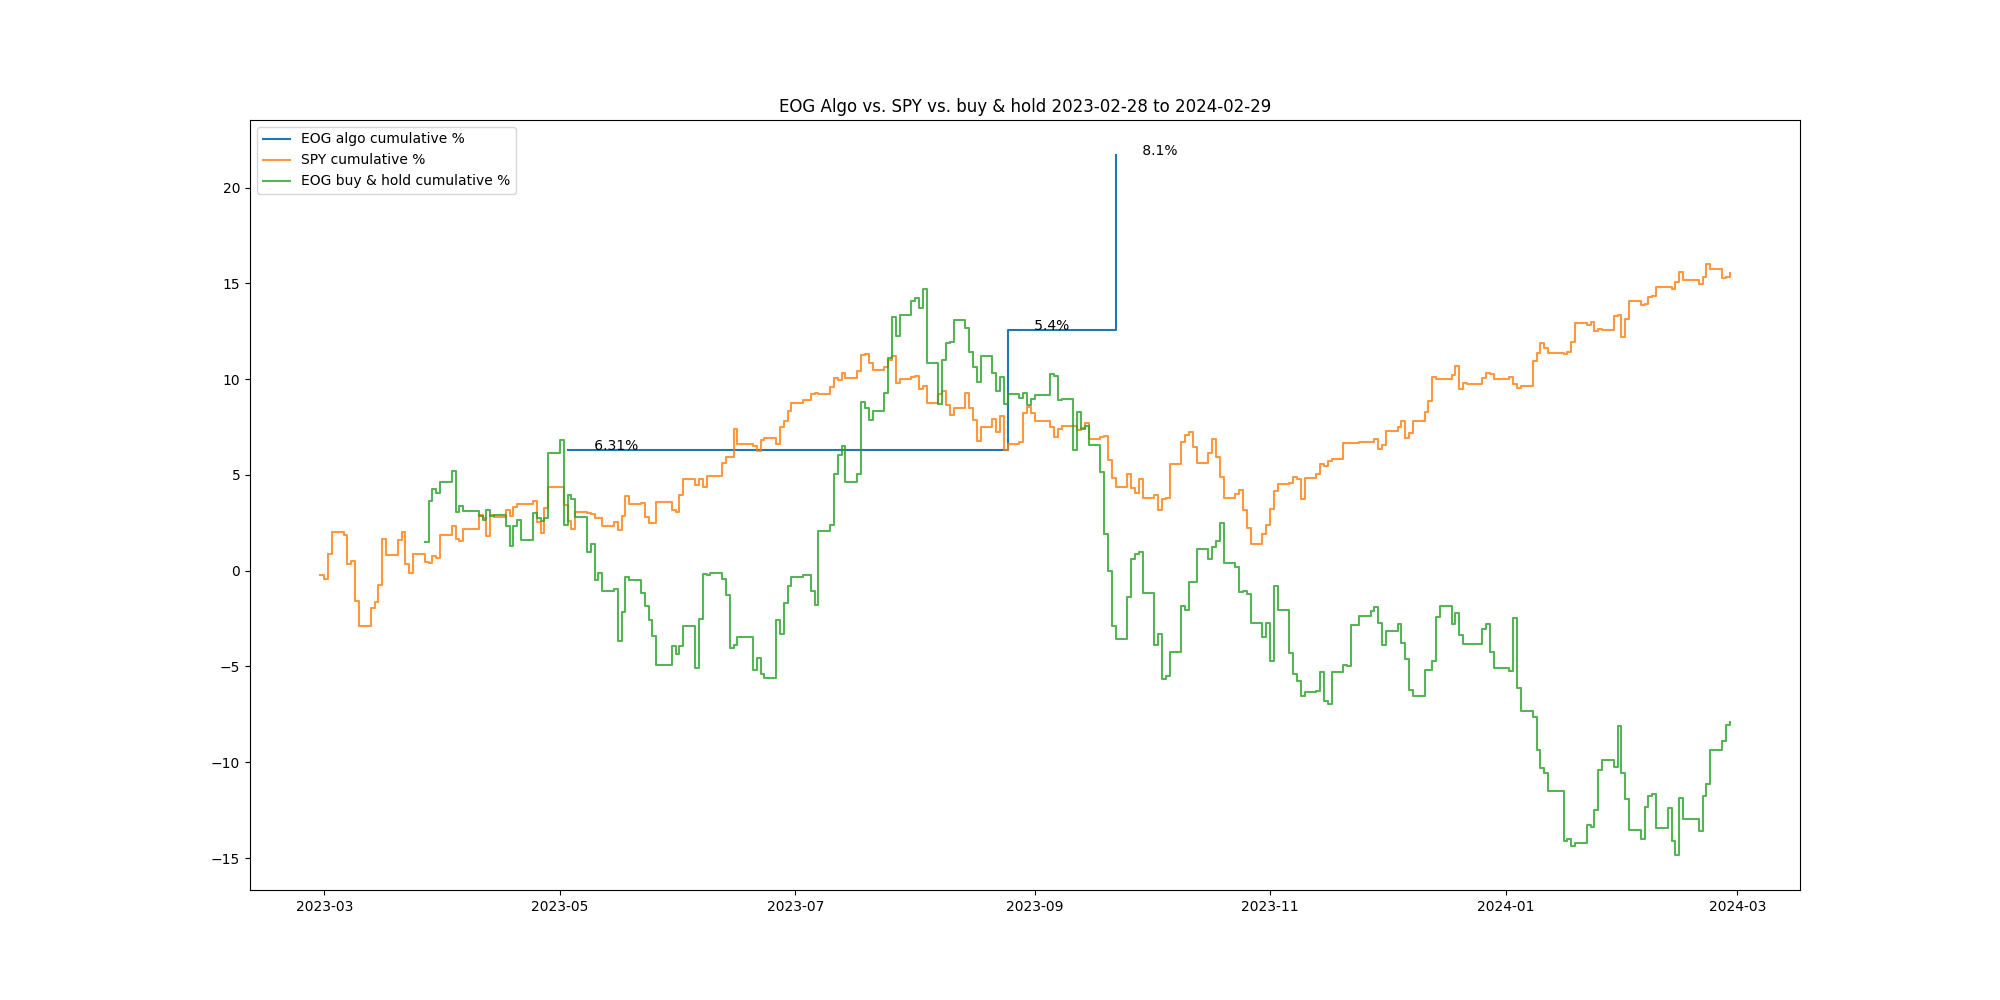 EOG Algo vs. SPY vs. buy & hold 2023-02-28 to 2024-02-29
EOG algo cumulative %
SPY cumulative %
EOG buy & hold cumulative %
8.1%
5.4%
6.31%
20
15
10
5
0
−5
−10
−15
2023-03 2023-05 2023-07 2023-09 2023-11 2024-01 2024-03